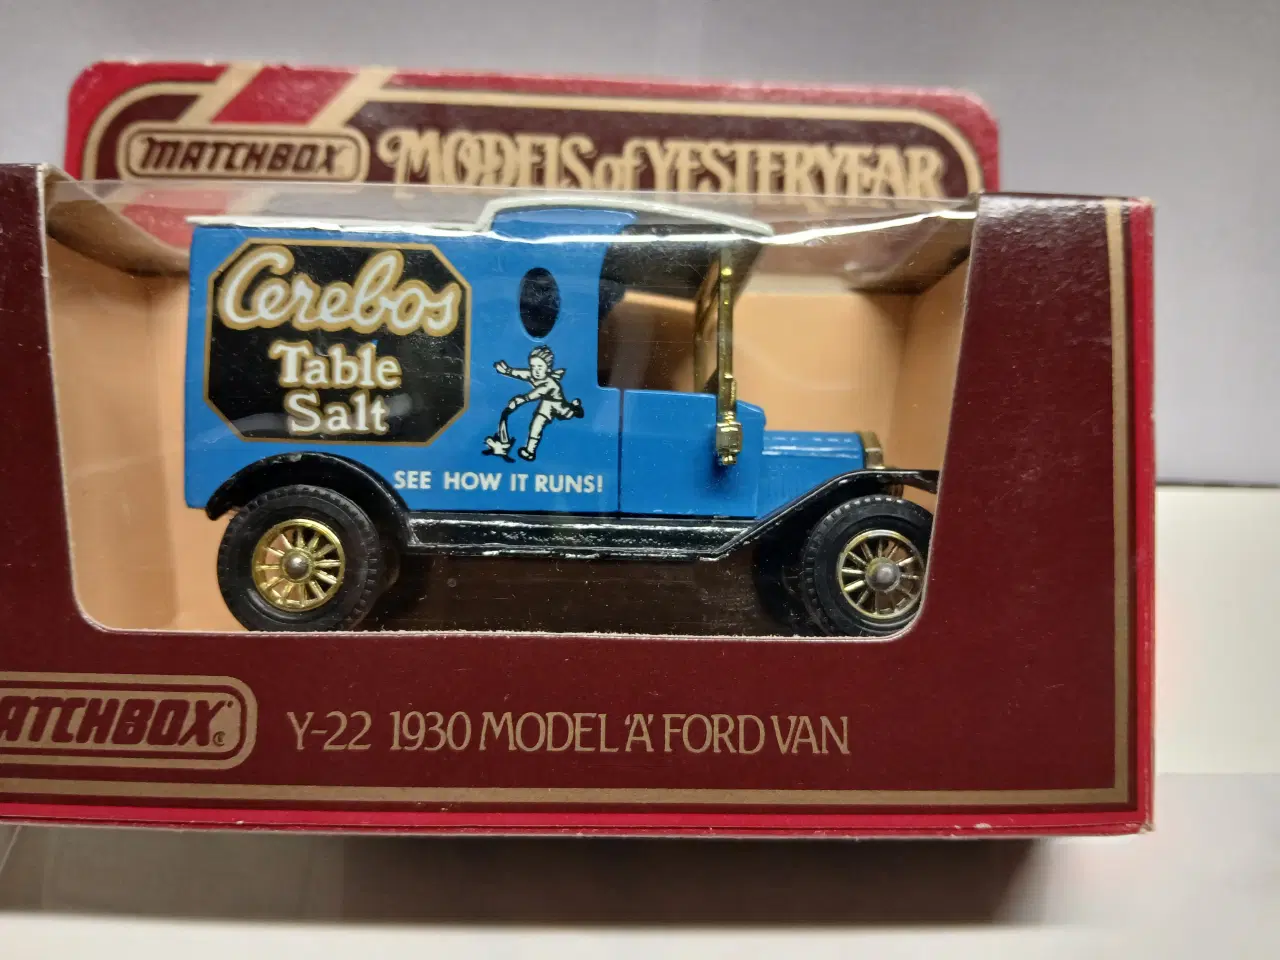 MATCHBOX
MODELS of YESTERYEAR
Cerebos
Table
Salt
SEE HOW IT RUNS!
MATCHBOX
Y-22 1930 MODEL 'A' FORD VAN